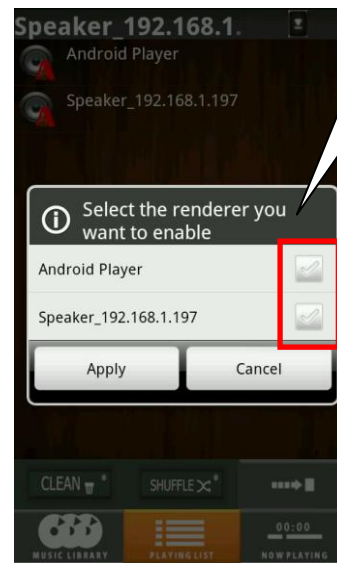 Speaker_192.168.1.
Android Player
Speaker_192.168.1.197
Select the renderer you
want to enable
Android Player
Speaker_192.168.1.197
Apply
Cancel
CLEAN
SHUFFLE
00:00
MUSIC LIBRARY
PLAYING LIST
NOW PLAYING